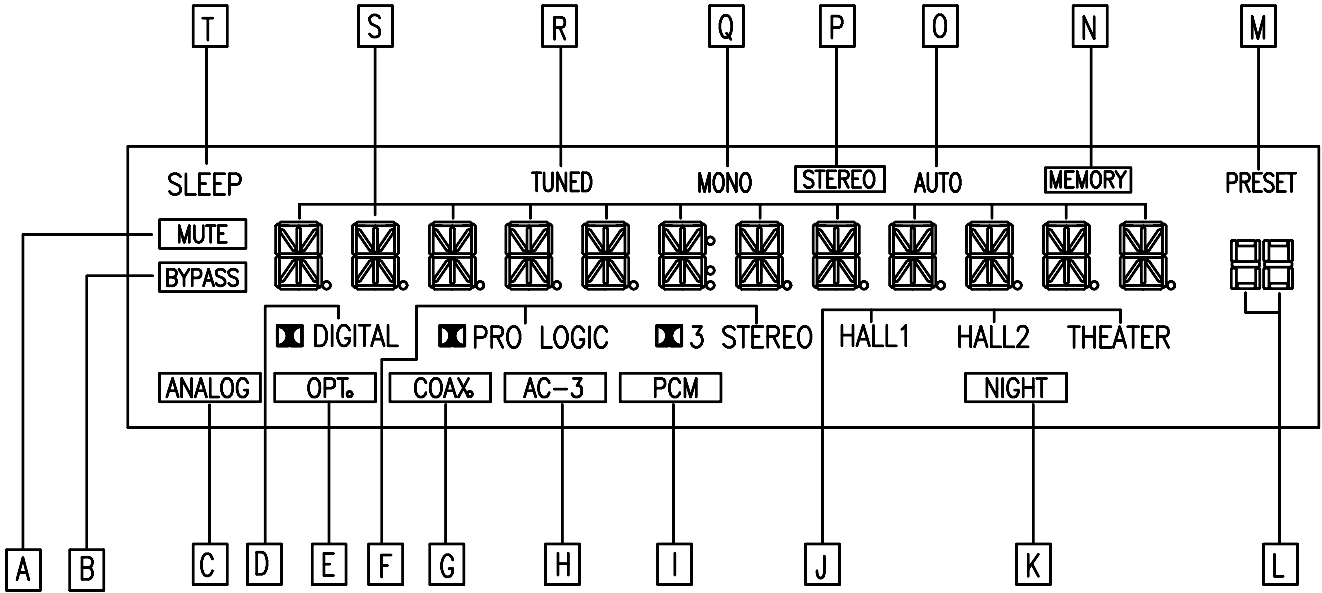 T S R Q P O N M
SLEEP TUNED MONO STEREO AUTO MEMORY PRESET
MUTE
BYPASS
DIGITAL PRO LOGIC 3 STEREO HALL1 HALL2 THEATER
ANALOG OPT. COAX. AC-3 PCM NIGHT
A B C D E F G H I J K L